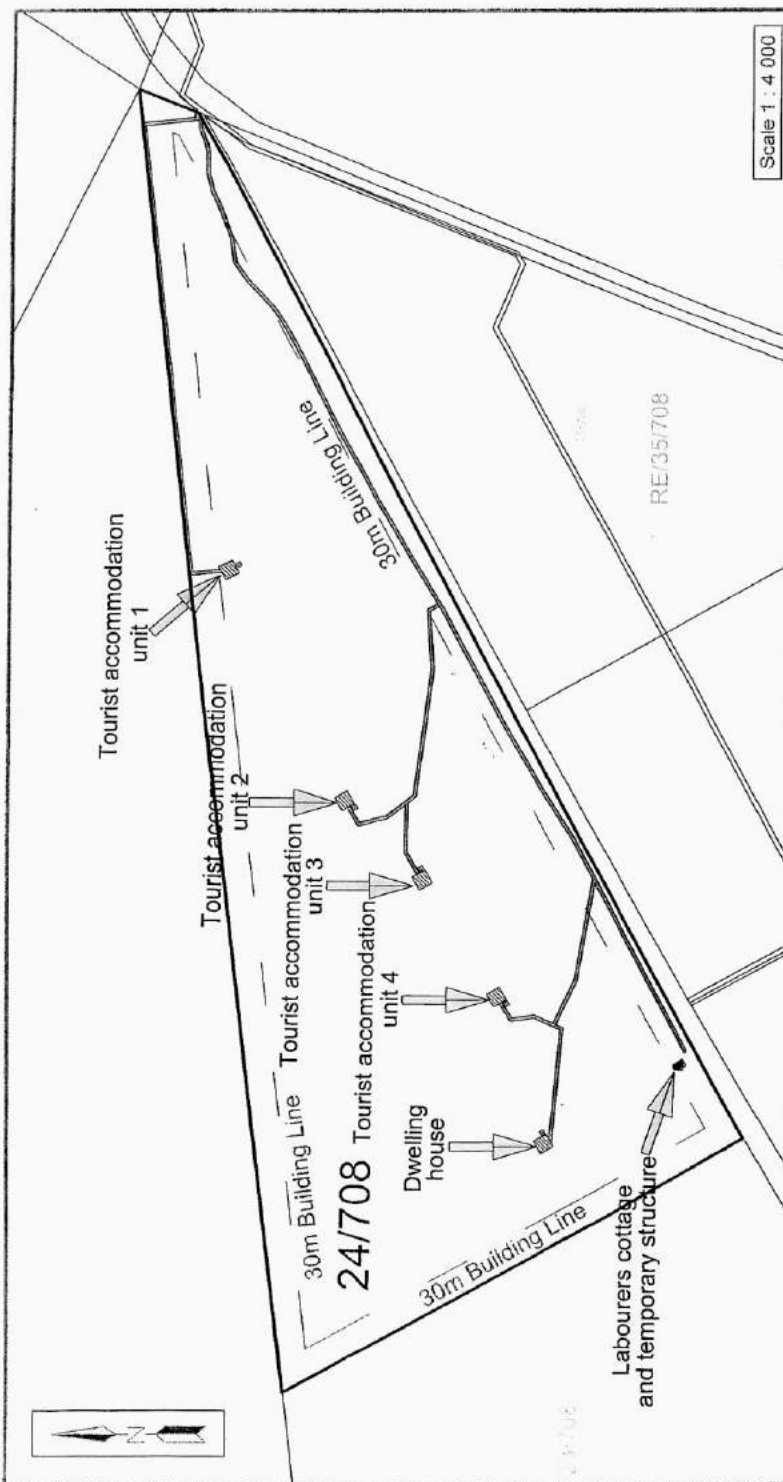 N
Tourist accommodation
unit 1
Tourist accommodation
unit 2
Tourist accommodation
unit 3
Tourist accommodation
unit 4
Dwelling
house
30m Building Line
24/708
30m Building Line
30m Building Line
Labourers cottage
and temporary structure
RE/35/708
Scale 1 : 4 000